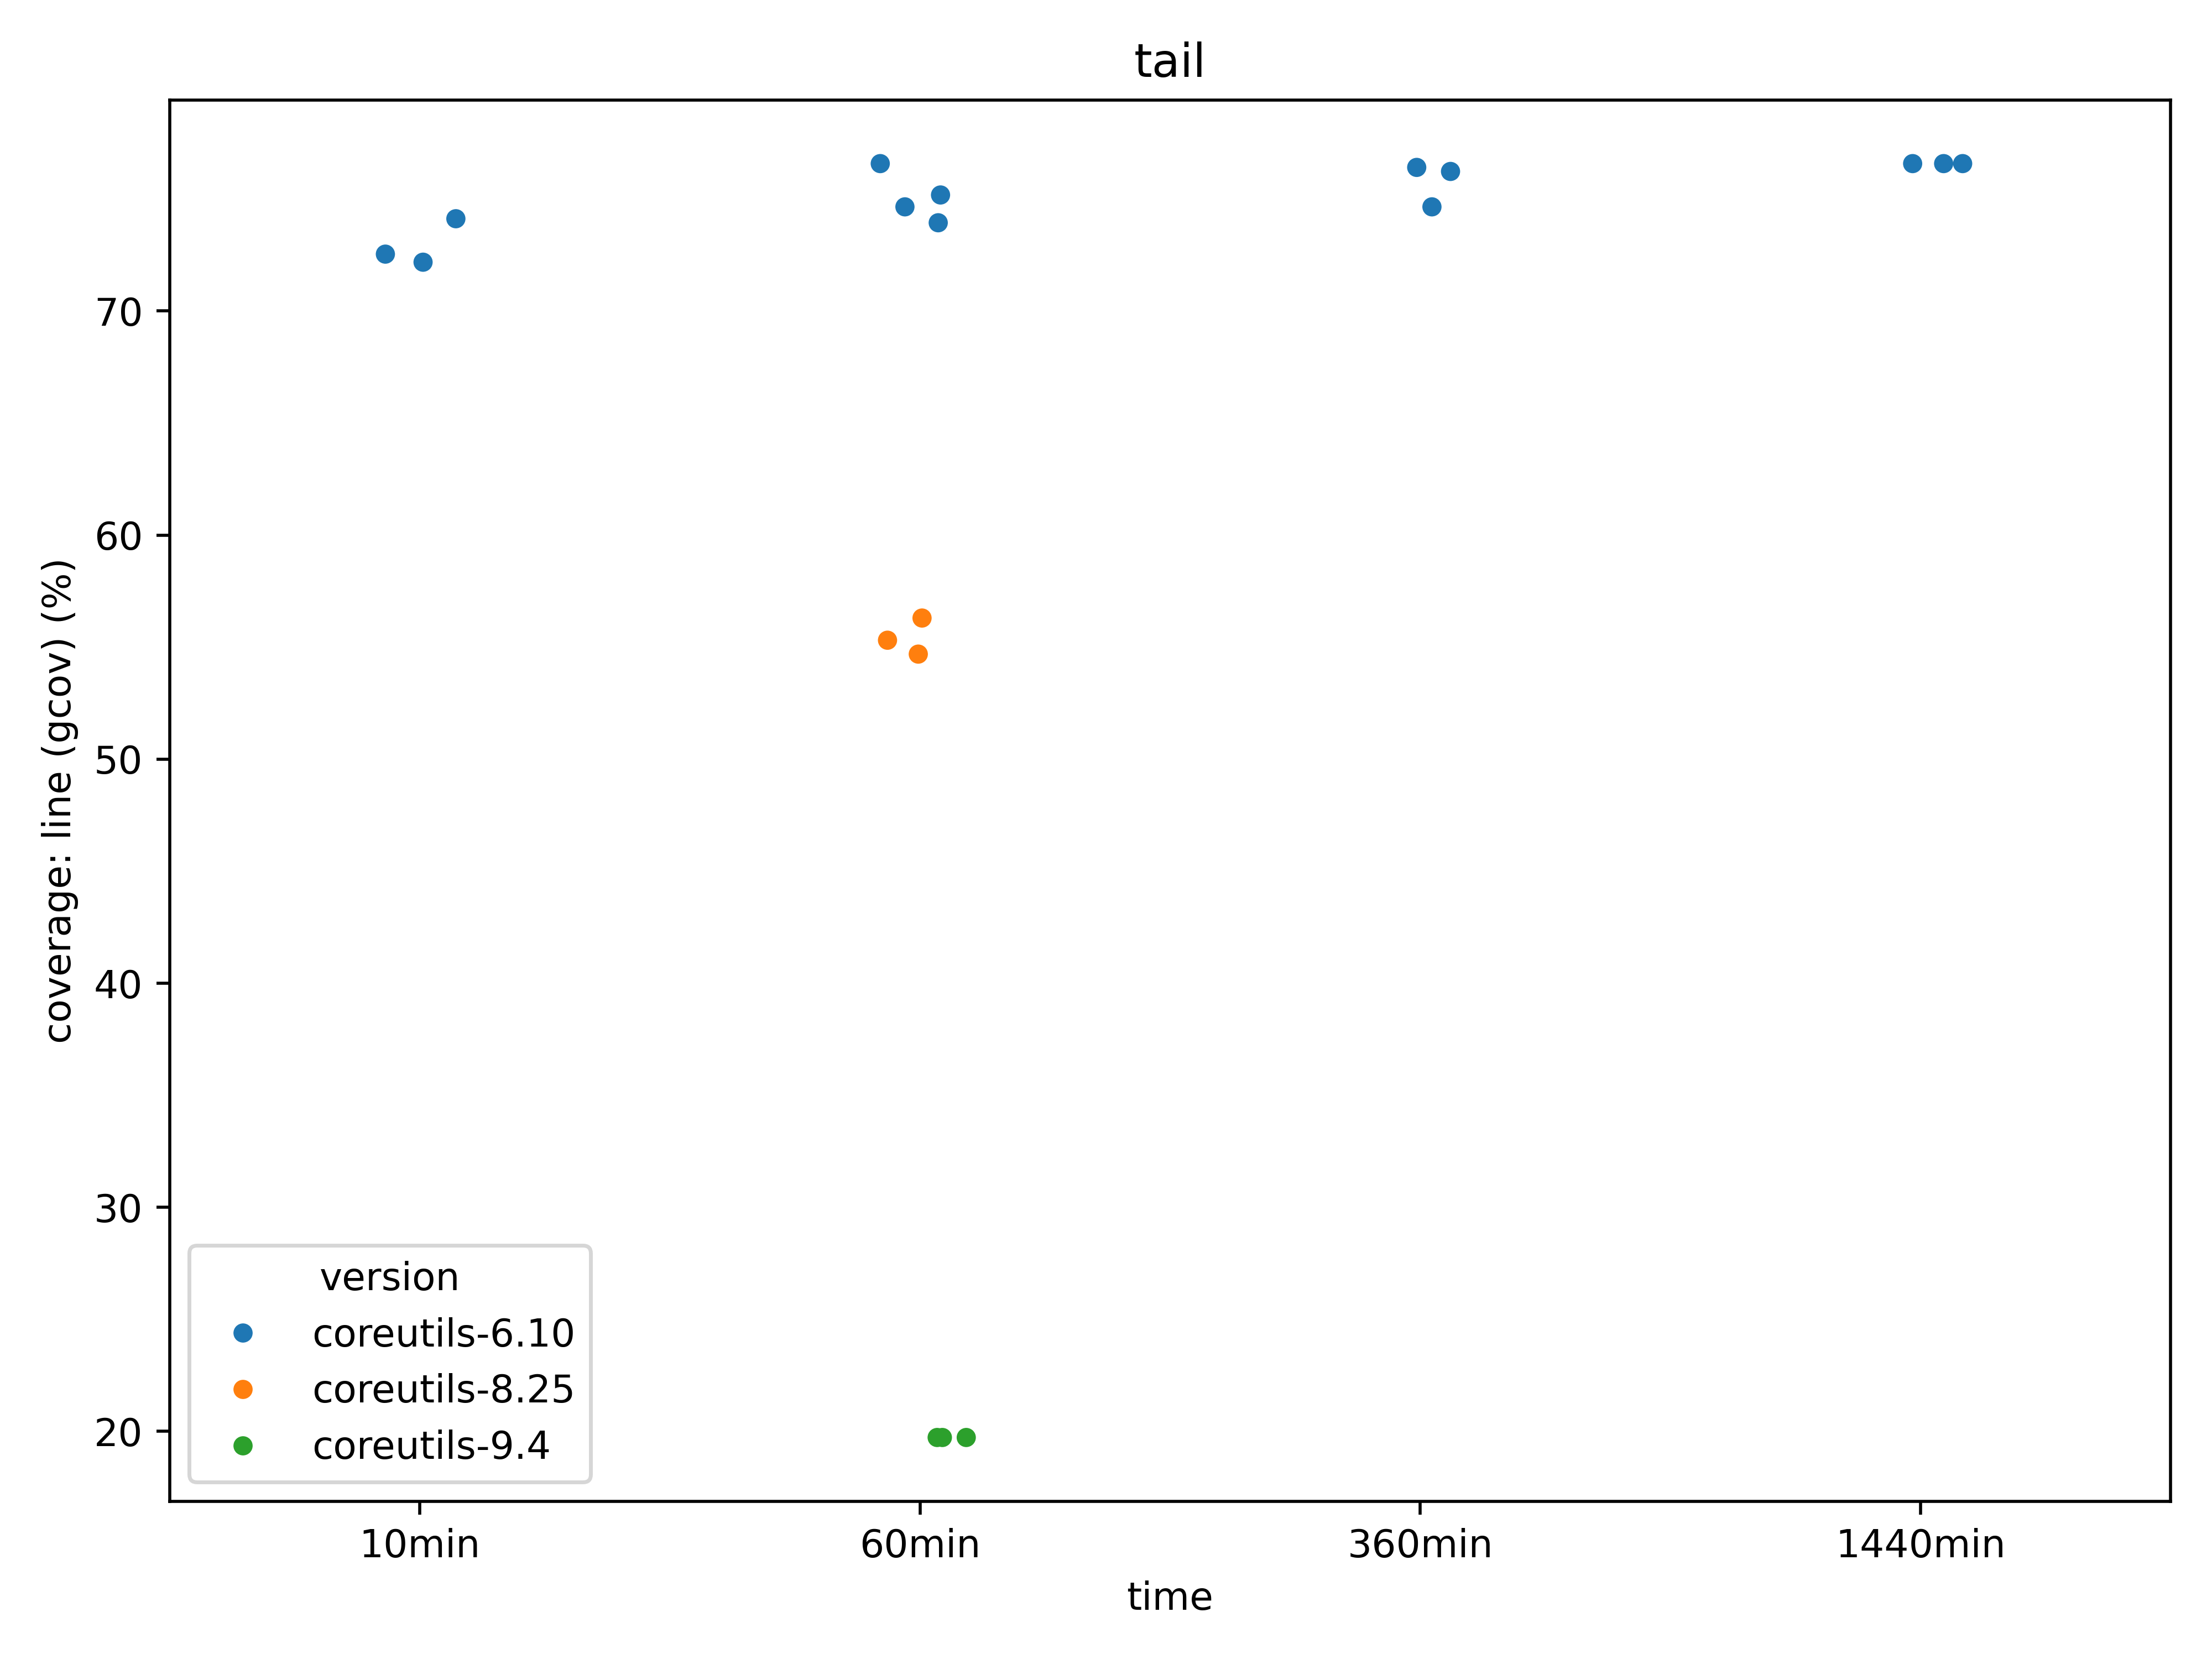 tail
coverage: line (gcov) (%)
70
60
50
40
30
20
version
coreutils-6.10
coreutils-8.25
coreutils-9.4
10min
60min
360min
1440min
time